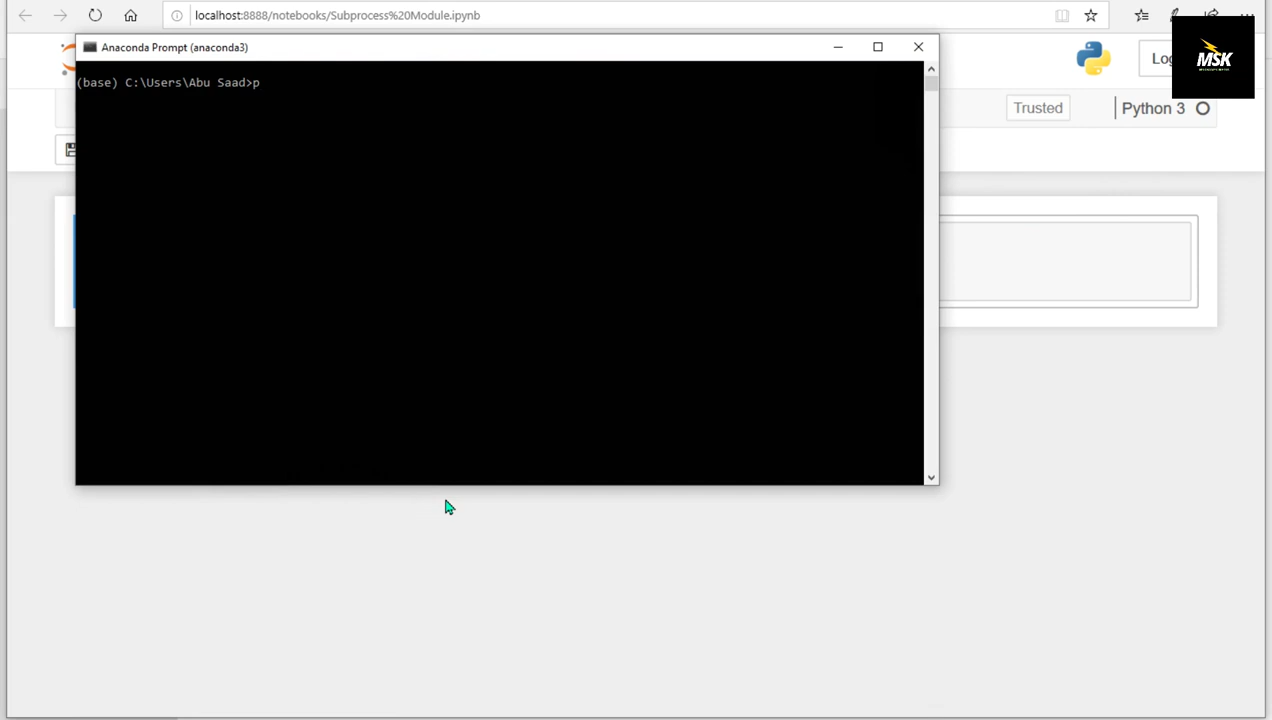 localhost:8888/notebooks/Subprocess%20Module.ipynb
Anaconda Prompt (anaconda3)
MSK
(base) C:\Users\Abu Saad>p
Trusted
Python 3